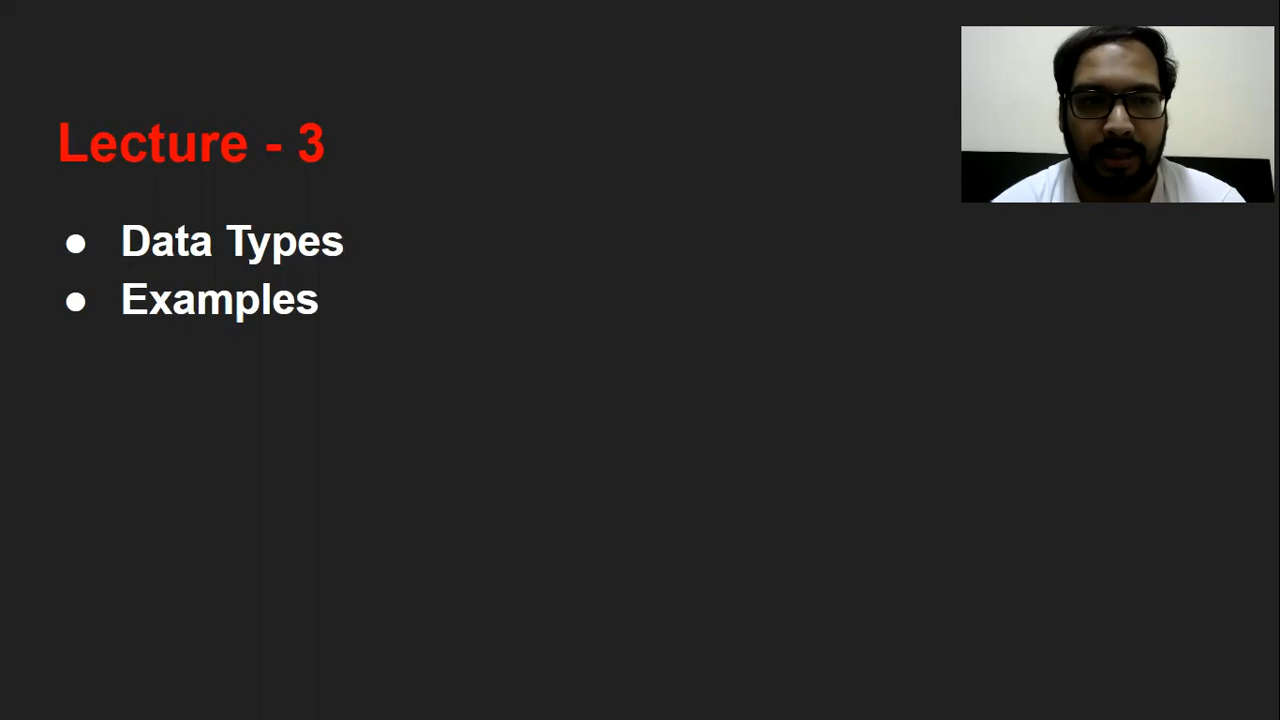 Lecture - 3
● Data Types
● Examples